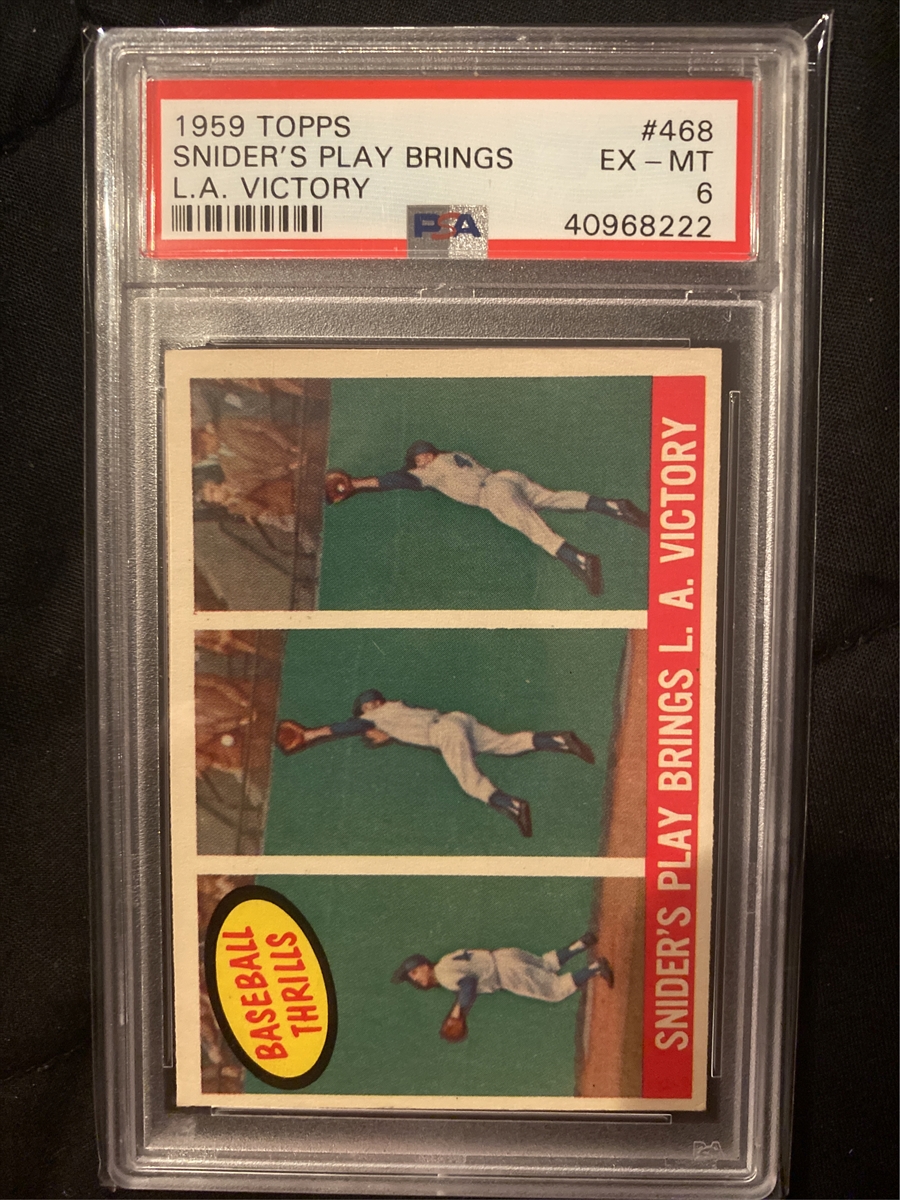 1959 TOPPS #468
SNIDER'S PLAY BRINGS EX – MT
L.A. VICTORY 6
PSA 40968222
BASEBALL
THRILLS
SNIDER'S PLAY BRINGS L. A. VICTORY